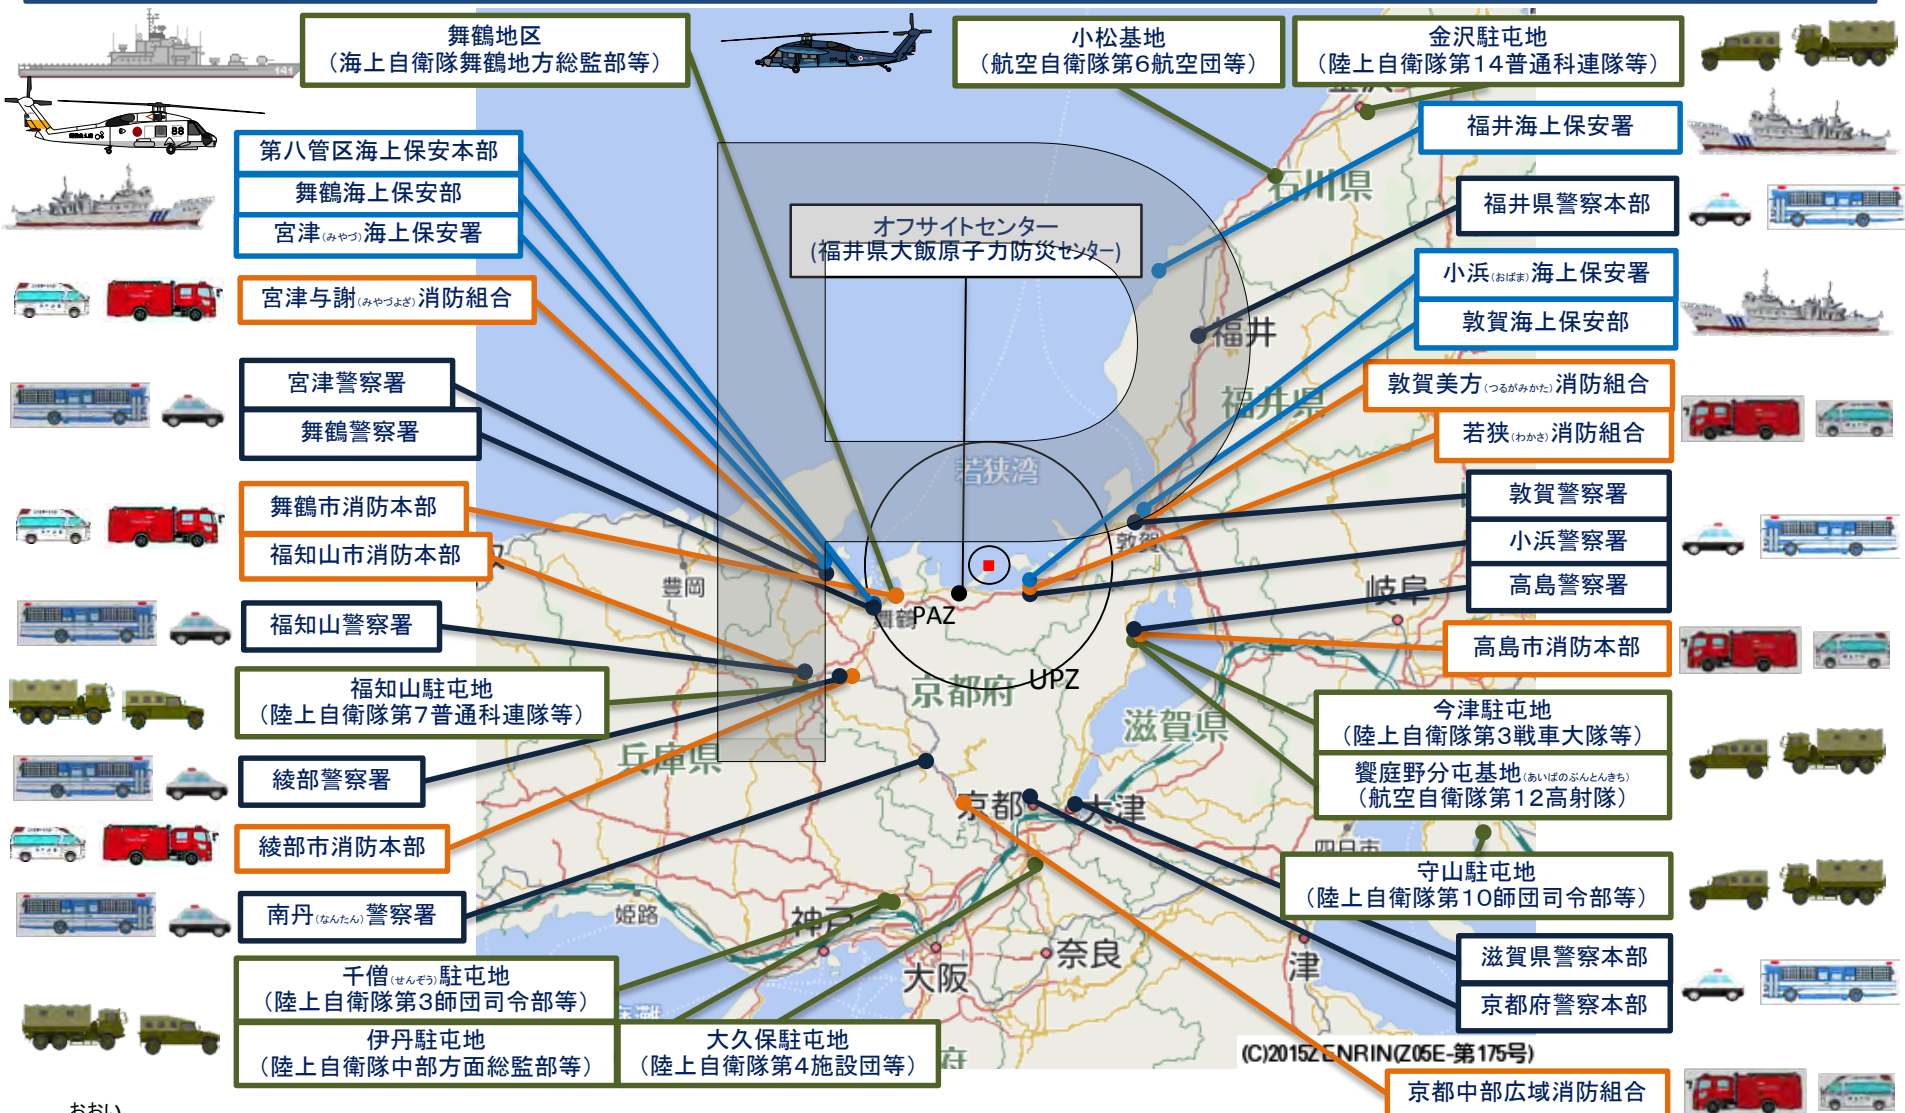 舞鶴地区
(海上自衛隊舞鶴地方総監部等)
小松基地
(航空自衛隊第6航空団等)
金沢駐屯地
(陸上自衛隊第14普通科連隊等)
141
88
第八管区海上保安本部
舞鶴海上保安部
宮津(みやづ)海上保安署
宮津与謝(みやづよさ)消防組合
宮津警察署
舞鶴警察署
舞鶴市消防本部
福知山市消防本部
福知山警察署
福知山駐屯地
(陸上自衛隊第7普通科連隊等)
綾部警察署
綾部市消防本部
南丹(なんたん)警察署
千僧(せんぞう)駐屯地
(陸上自衛隊第3師団司令部等)
伊丹駐屯地
(陸上自衛隊中部方面総監部等)
大久保駐屯地
(陸上自衛隊第4施設団等)
オフサイトセンター
(福井県大飯原子力防災センター)
福井海上保安署
福井県警察本部
小浜(おばま)海上保安署
敦賀海上保安部
敦賀美方(つるがみかた)消防組合
若狭(わかさ)消防組合
敦賀警察署
小浜警察署
高島警察署
高島市消防本部
今津駐屯地
(陸上自衛隊第3戦車大隊等)
饗庭野分屯基地(あいばのぶんとんきち)
(航空自衛隊第12高射隊)
守山駐屯地
(陸上自衛隊第10師団司令部等)
滋賀県警察本部
京都府警察本部
京都中部広域消防組合
石川県
福井
福井県
若狭湾
敦賀
豊岡
舞鶴
PAZ
UPZ
岐阜
京都府
滋賀県
兵庫県
京都
大津
四日市
姫路
神戸
大阪
奈良
津
(C)2015ZENRIN(Z05E-第175号)
おおい